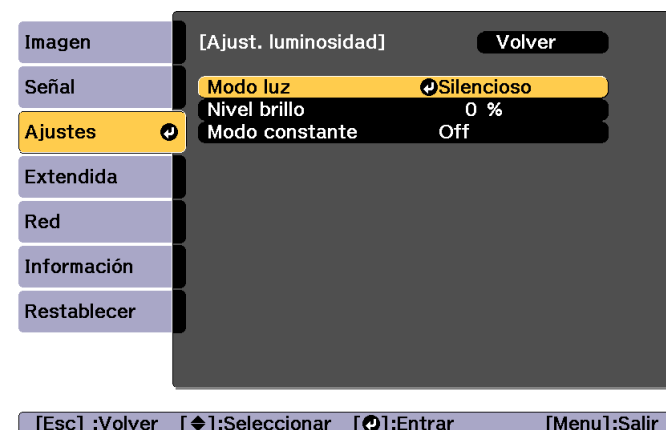 Imagen
Señal
Ajustes
Extendida
Red
Información
Restablecer
[Ajust. luminosidad] Volver
Modo luz Silencioso
Nivel brillo 0 %
Modo constante Off
[Esc] :Volver [◆]:Seleccionar [↵]:Entrar [Menu]:Salir